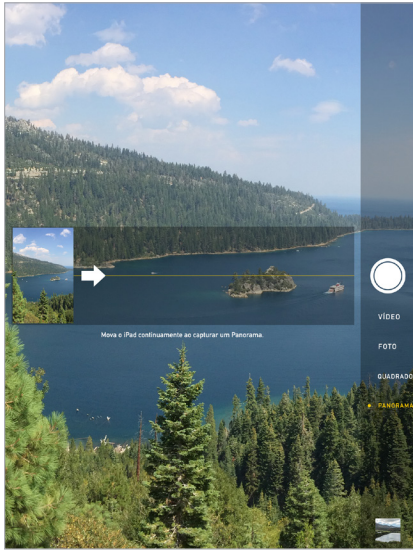 Mova o iPad continuamente ao capturar um Panorama.
VÍDEO
FOTO
QUADRADO
PANORAMA